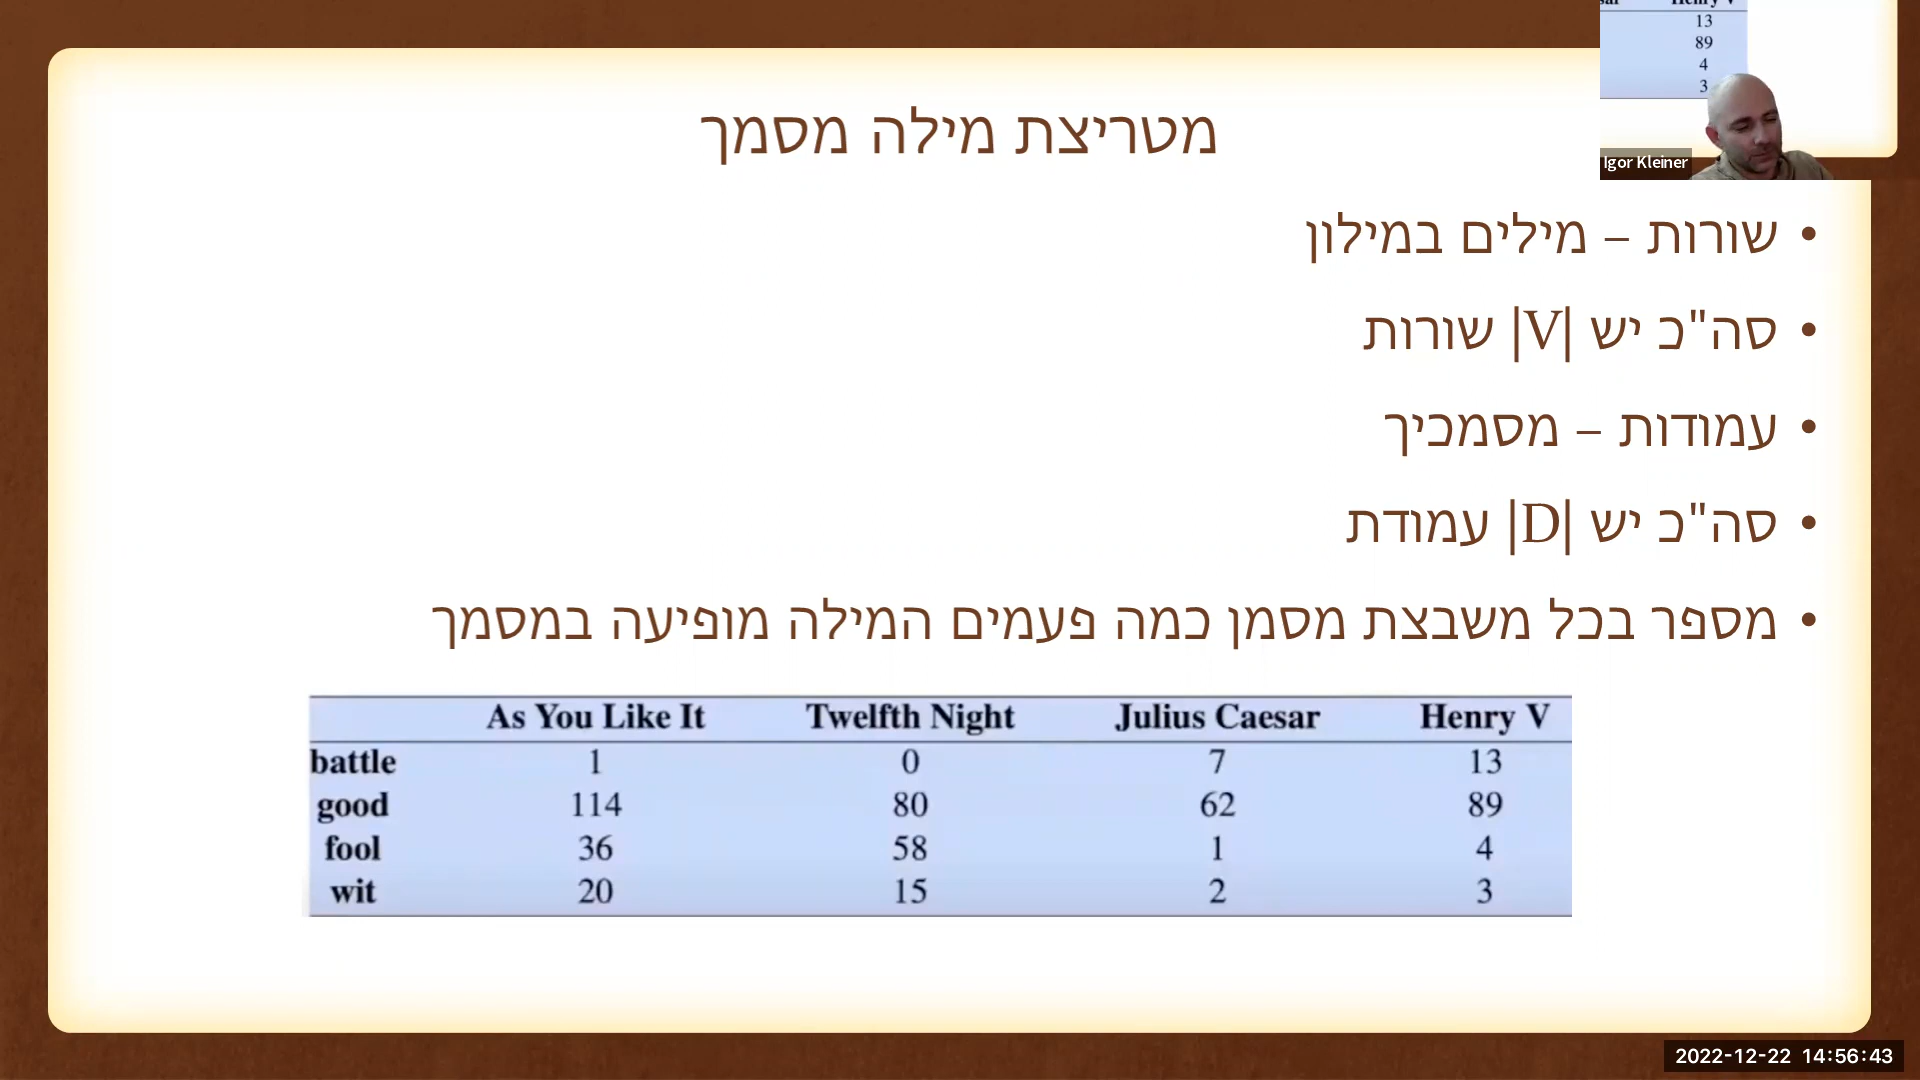 מטריצת מילה מסמך
• שורות – מילים במילון
• סה"כ יש |V| שורות
• עמודות – מסמכיך
• סה"כ יש |D| עמודת
• מספר בכל משבצת מסמן כמה פעמים המילה מופיעה במסמך
As You Like It Twelfth Night Julius Caesar Henry V
battle 1 0 7 13
good 114 80 62 89
fool 36 58 1 4
wit 20 15 2 3
Henry V
13
89
4
3
Igor Kleiner
2022-12-22 14:56:43